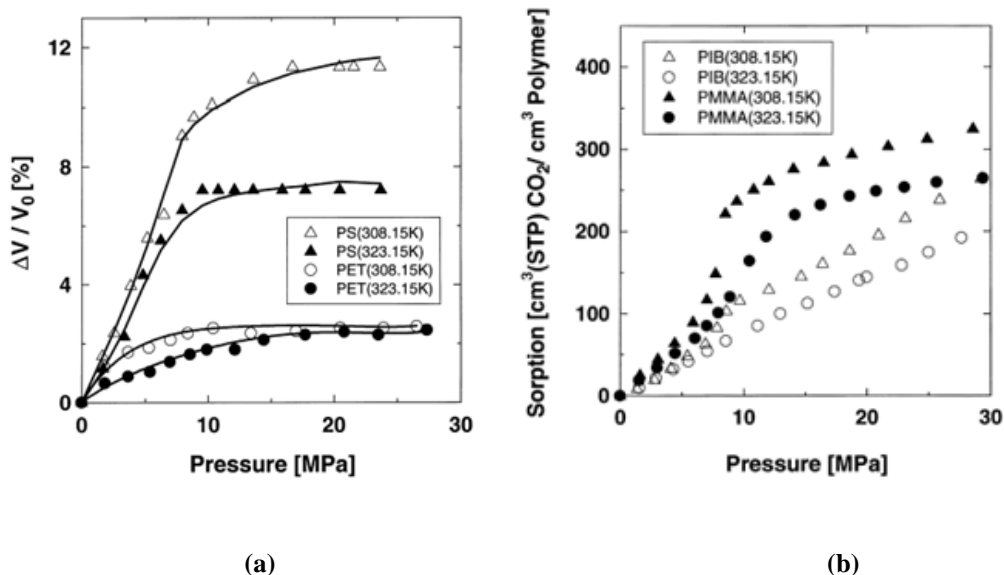 12
8
4
0
ΔV / V₀ [%]
PS(308.15K)
PS(323.15K)
PET(308.15K)
PET(323.15K)
0 10 20 30
Pressure [MPa]
(a)
400
300
200
100
0
Sorption [cm³(STP) CO₂/ cm³ Polymer]
PIB(308.15K)
PIB(323.15K)
PMMA(308.15K)
PMMA(323.15K)
0 10 20 30
Pressure [MPa]
(b)